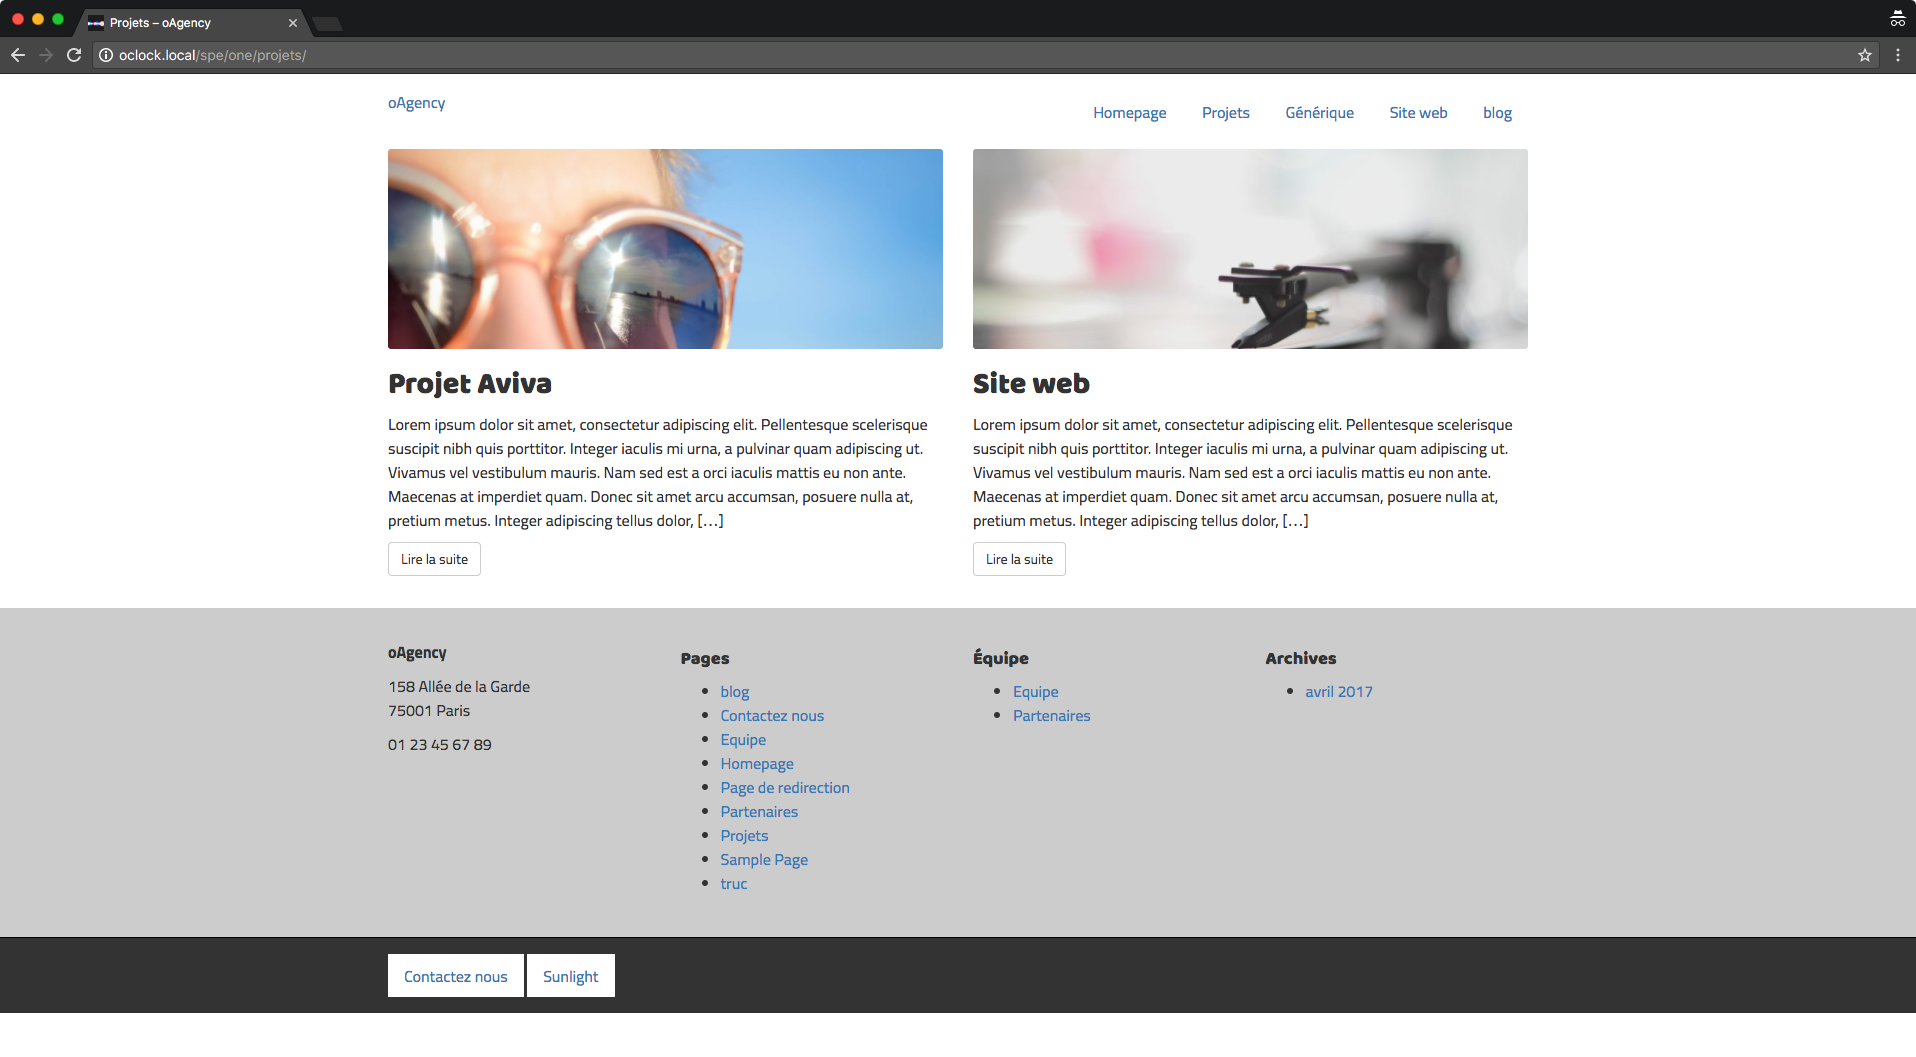 Projets – oAgency
oclock.local/spe/one/projets/
oAgency
Homepage
Projets
Générique
Site web
blog
Projet Aviva
Lorem ipsum dolor sit amet, consectetur adipiscing elit. Pellentesque scelerisque
suscipit nibh quis porttitor. Integer iaculis mi urna, a pulvinar quam adipiscing ut.
Vivamus vel vestibulum mauris. Nam sed est a orci iaculis mattis eu non ante.
Maecenas at imperdiet quam. Donec sit amet arcu accumsan, posuere nulla at,
pretium metus. Integer adipiscing tellus dolor, […]
Lire la suite
Site web
Lorem ipsum dolor sit amet, consectetur adipiscing elit. Pellentesque scelerisque
suscipit nibh quis porttitor. Integer iaculis mi urna, a pulvinar quam adipiscing ut.
Vivamus vel vestibulum mauris. Nam sed est a orci iaculis mattis eu non ante.
Maecenas at imperdiet quam. Donec sit amet arcu accumsan, posuere nulla at,
pretium metus. Integer adipiscing tellus dolor, […]
Lire la suite
oAgency
158 Allée de la Garde
75001 Paris
01 23 45 67 89
Pages
blog
Contactez nous
Equipe
Homepage
Page de redirection
Partenaires
Projets
Sample Page
truc
Équipe
Equipe
Partenaires
Archives
avril 2017
Contactez nous
Sunlight